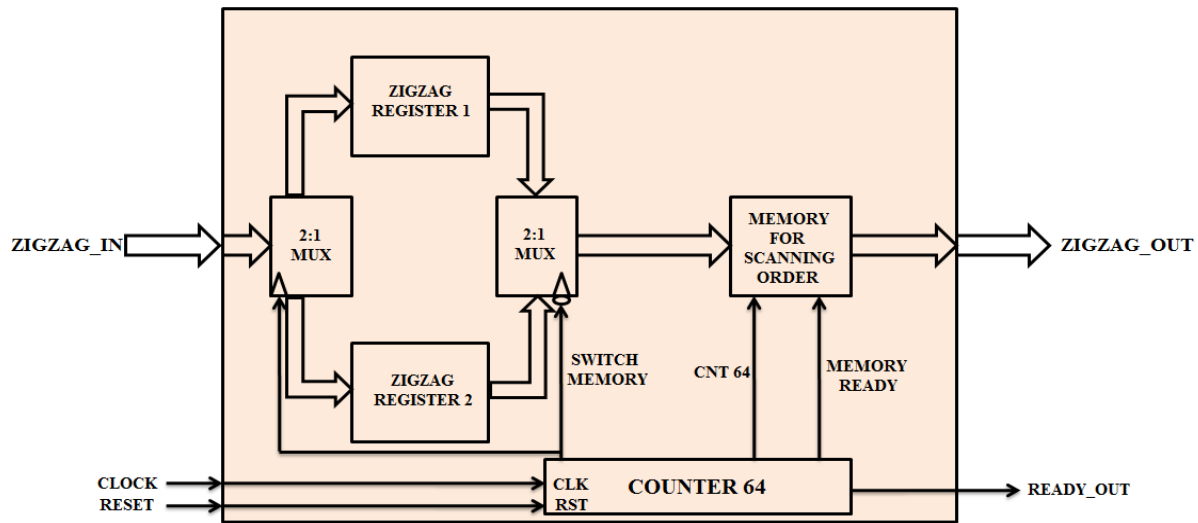 ZIGZAG
REGISTER 1
ZIGZAG_IN
2:1
MUX
2:1
MUX
MEMORY
FOR
SCANNING
ORDER
ZIGZAG_OUT
ZIGZAG
REGISTER 2
SWITCH
MEMORY
CNT 64
MEMORY
READY
CLOCK
RESET
CLK
RST
COUNTER 64
READY_OUT